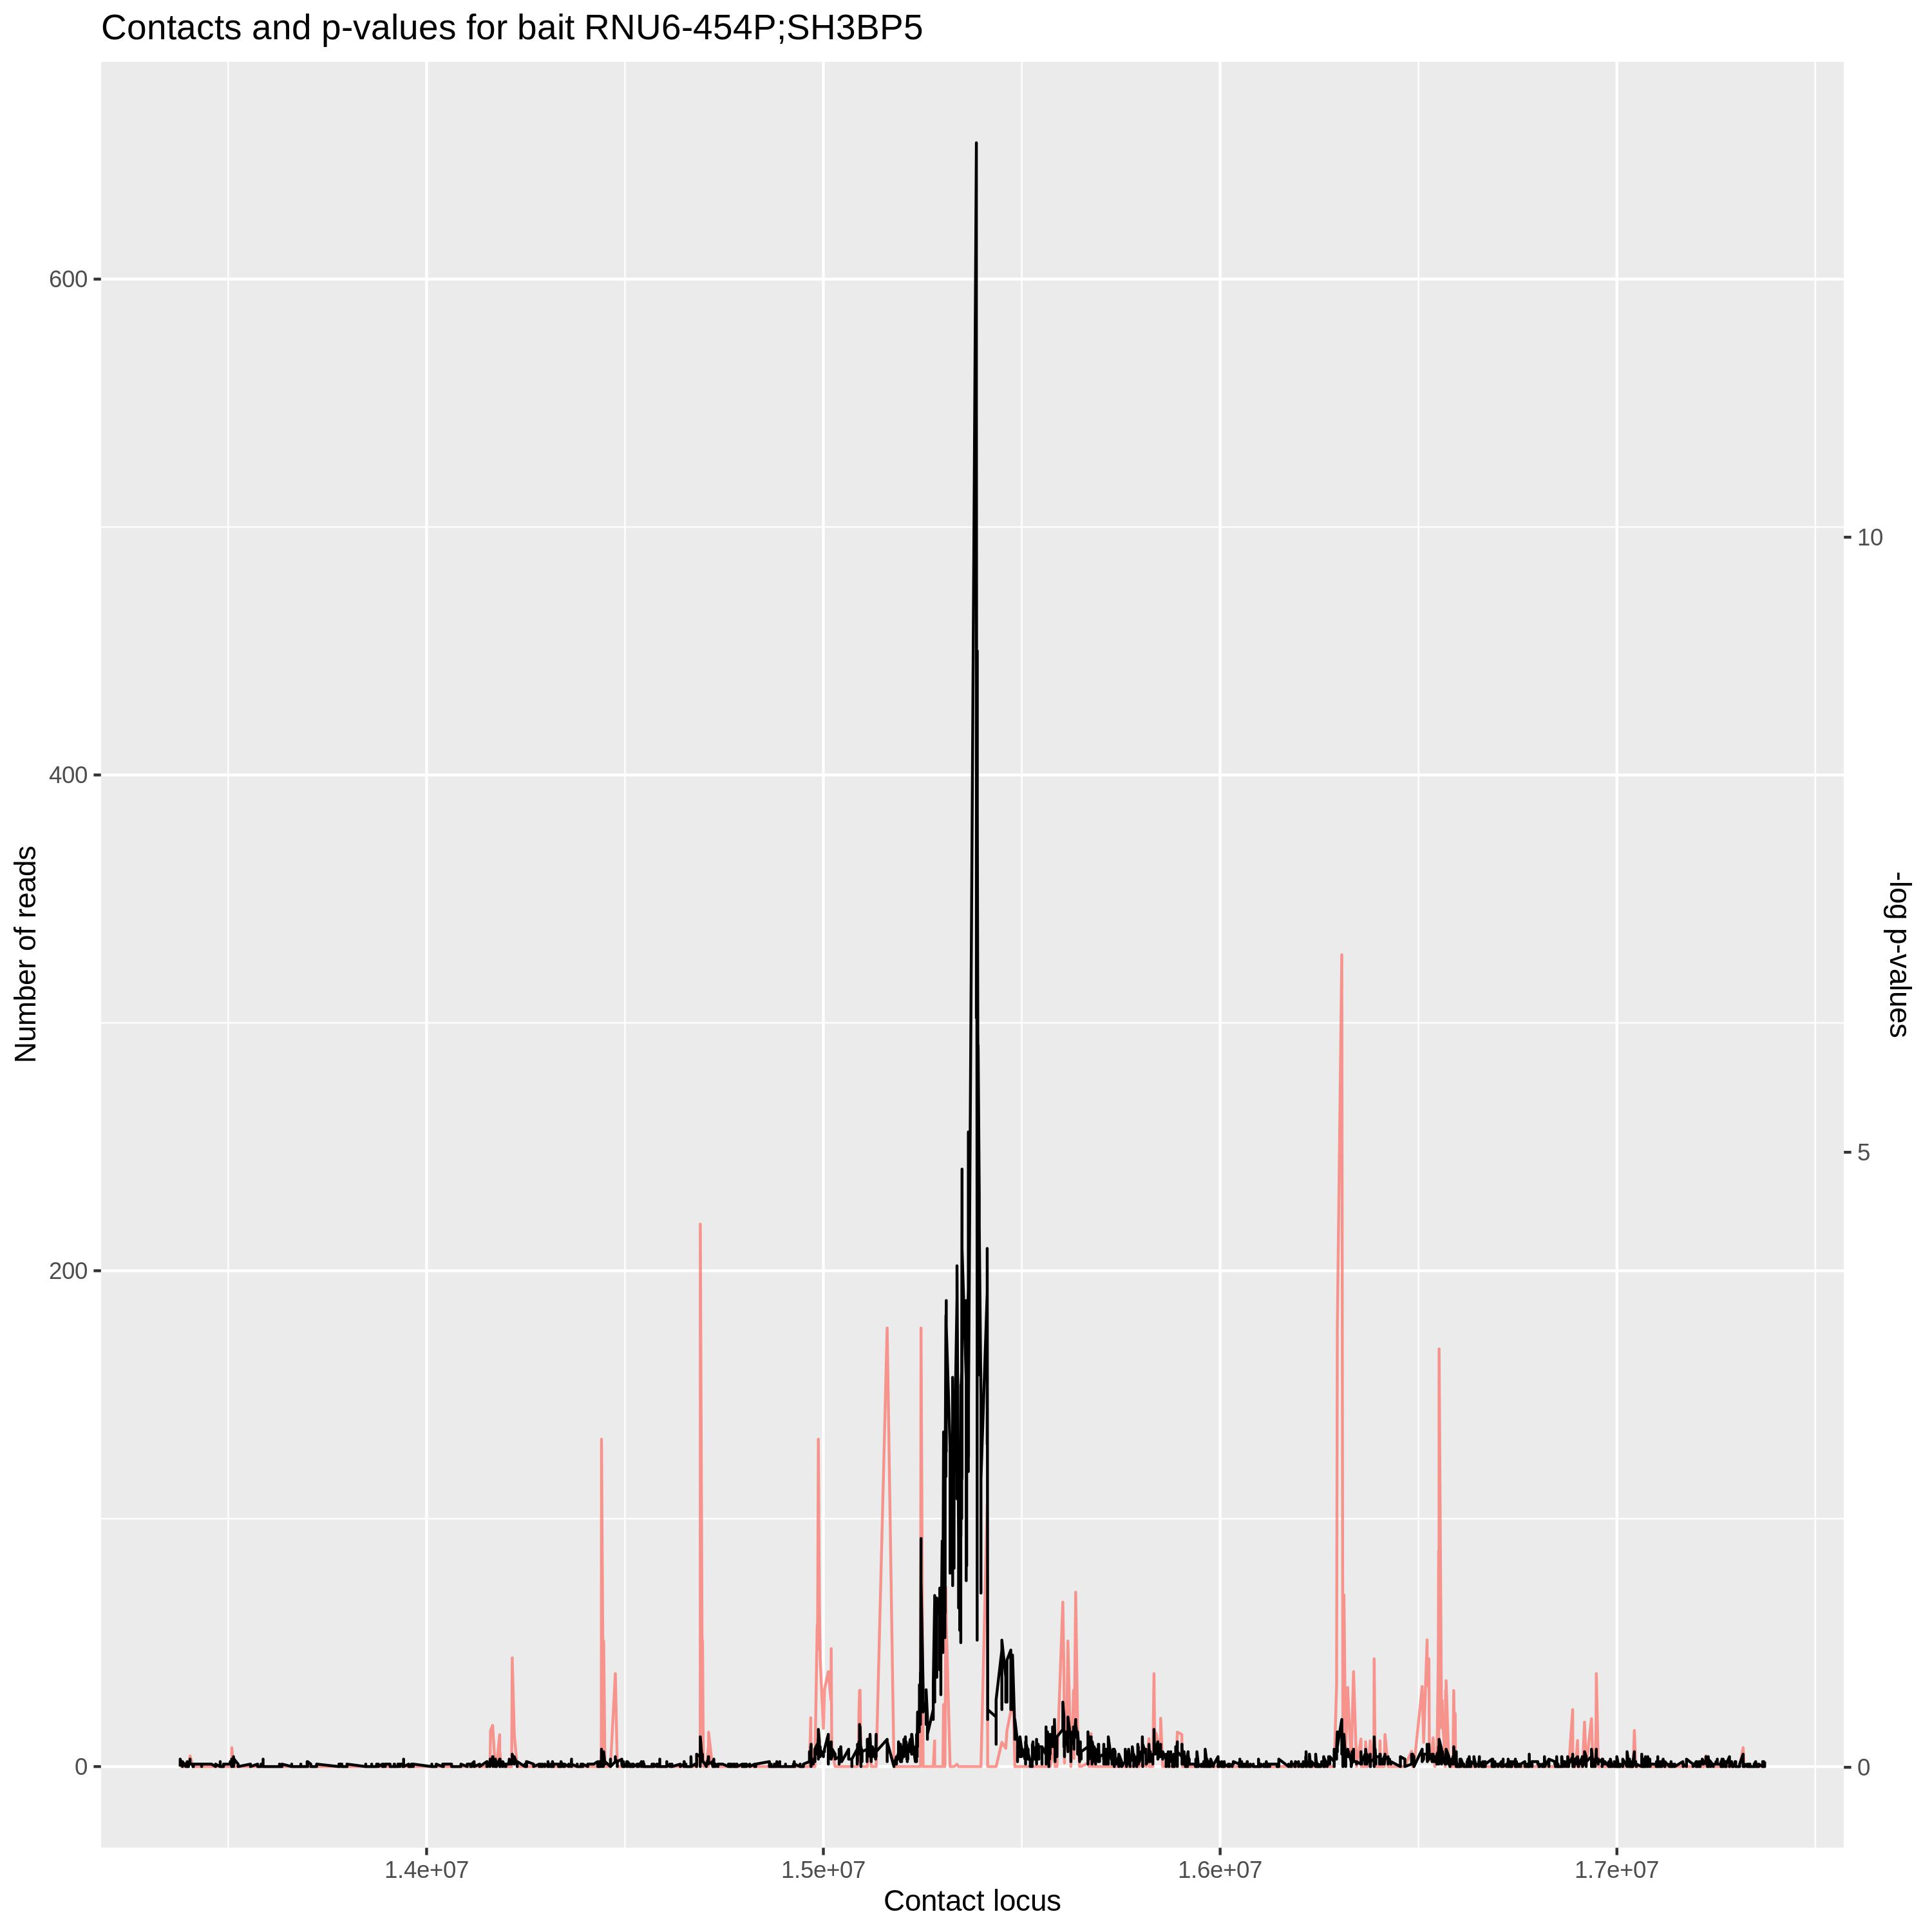 Contacts and p-values for bait RNU6-454P;SH3BP5
600
400
200
0
Number of reads
10
5
0
-log p-values
1.4e+07
1.5e+07
1.6e+07
1.7e+07
Contact locus